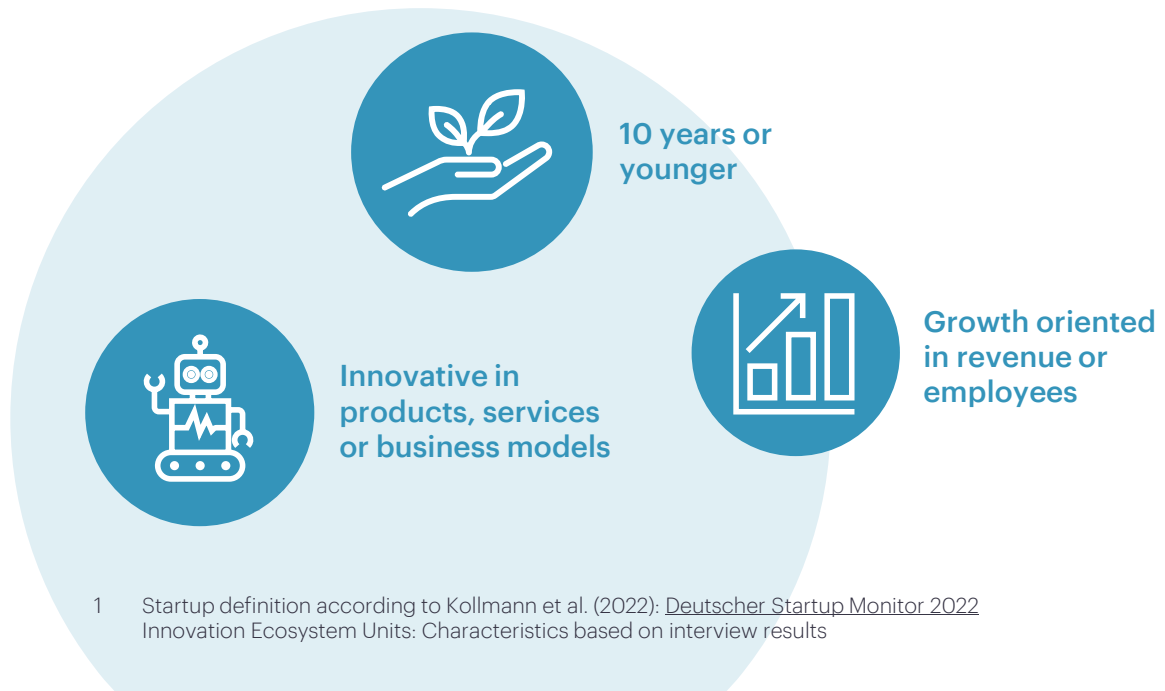 10 years or
younger
Growth oriented
in revenue or
employees
Innovative in
products, services
or business models
1 Startup definition according to Kollmann et al. (2022): Deutscher Startup Monitor 2022
Innovation Ecosystem Units: Characteristics based on interview results